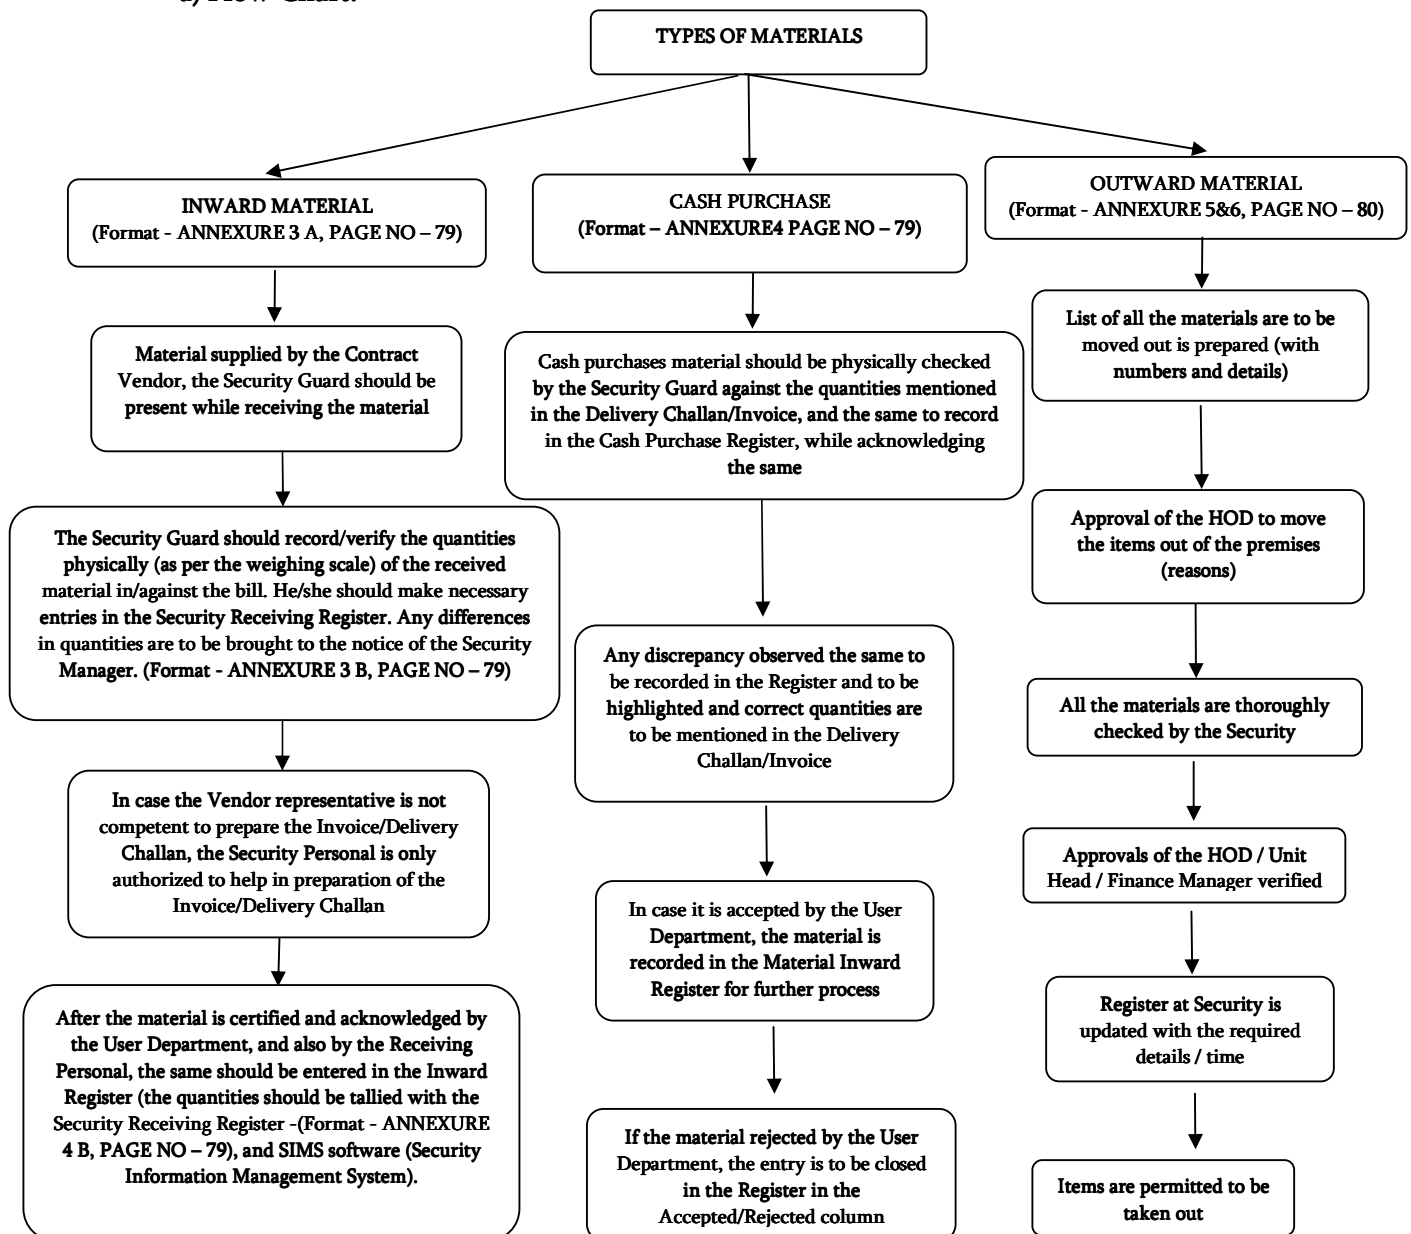 a) Flow Chart:
TYPES OF MATERIALS
INWARD MATERIAL
(Format - ANNEXURE 3 A, PAGE NO – 79)
Material supplied by the Contract
Vendor, the Security Guard should be
present while receiving the material
The Security Guard should record/verify the quantities
physically (as per the weighing scale) of the received
material in/against the bill. He/she should make necessary
entries in the Security Receiving Register. Any differences
in quantities are to be brought to the notice of the Security
Manager. (Format - ANNEXURE 3 B, PAGE NO – 79)
In case the Vendor representative is not
competent to prepare the Invoice/Delivery
Challan, the Security Personal is only
authorized to help in preparation of the
Invoice/Delivery Challan
After the material is certified and acknowledged by
the User Department, and also by the Receiving
Personal, the same should be entered in the Inward
Register (the quantities should be tallied with the
Security Receiving Register -(Format - ANNEXURE
4 B, PAGE NO – 79), and SIMS software (Security
Information Management System).
CASH PURCHASE
(Format – ANNEXURE4 PAGE NO – 79)
Cash purchases material should be physically checked
by the Security Guard against the quantities mentioned
in the Delivery Challan/Invoice, and the same to record
in the Cash Purchase Register, while acknowledging
the same
Any discrepancy observed the same to
be recorded in the Register and to be
highlighted and correct quantities are
to be mentioned in the Delivery
Challan/Invoice
In case it is accepted by the User
Department, the material is
recorded in the Material Inward
Register for further process
If the material rejected by the User
Department, the entry is to be closed
in the Register in the
Accepted/Rejected column
OUTWARD MATERIAL
(Format - ANNEXURE 5&6, PAGE NO – 80)
List of all the materials are to be
moved out is prepared (with
numbers and details)
Approval of the HOD to move
the items out of the premises
(reasons)
All the materials are thoroughly
checked by the Security
Approvals of the HOD / Unit
Head / Finance Manager verified
Register at Security is
updated with the required
details / time
Items are permitted to be
taken out